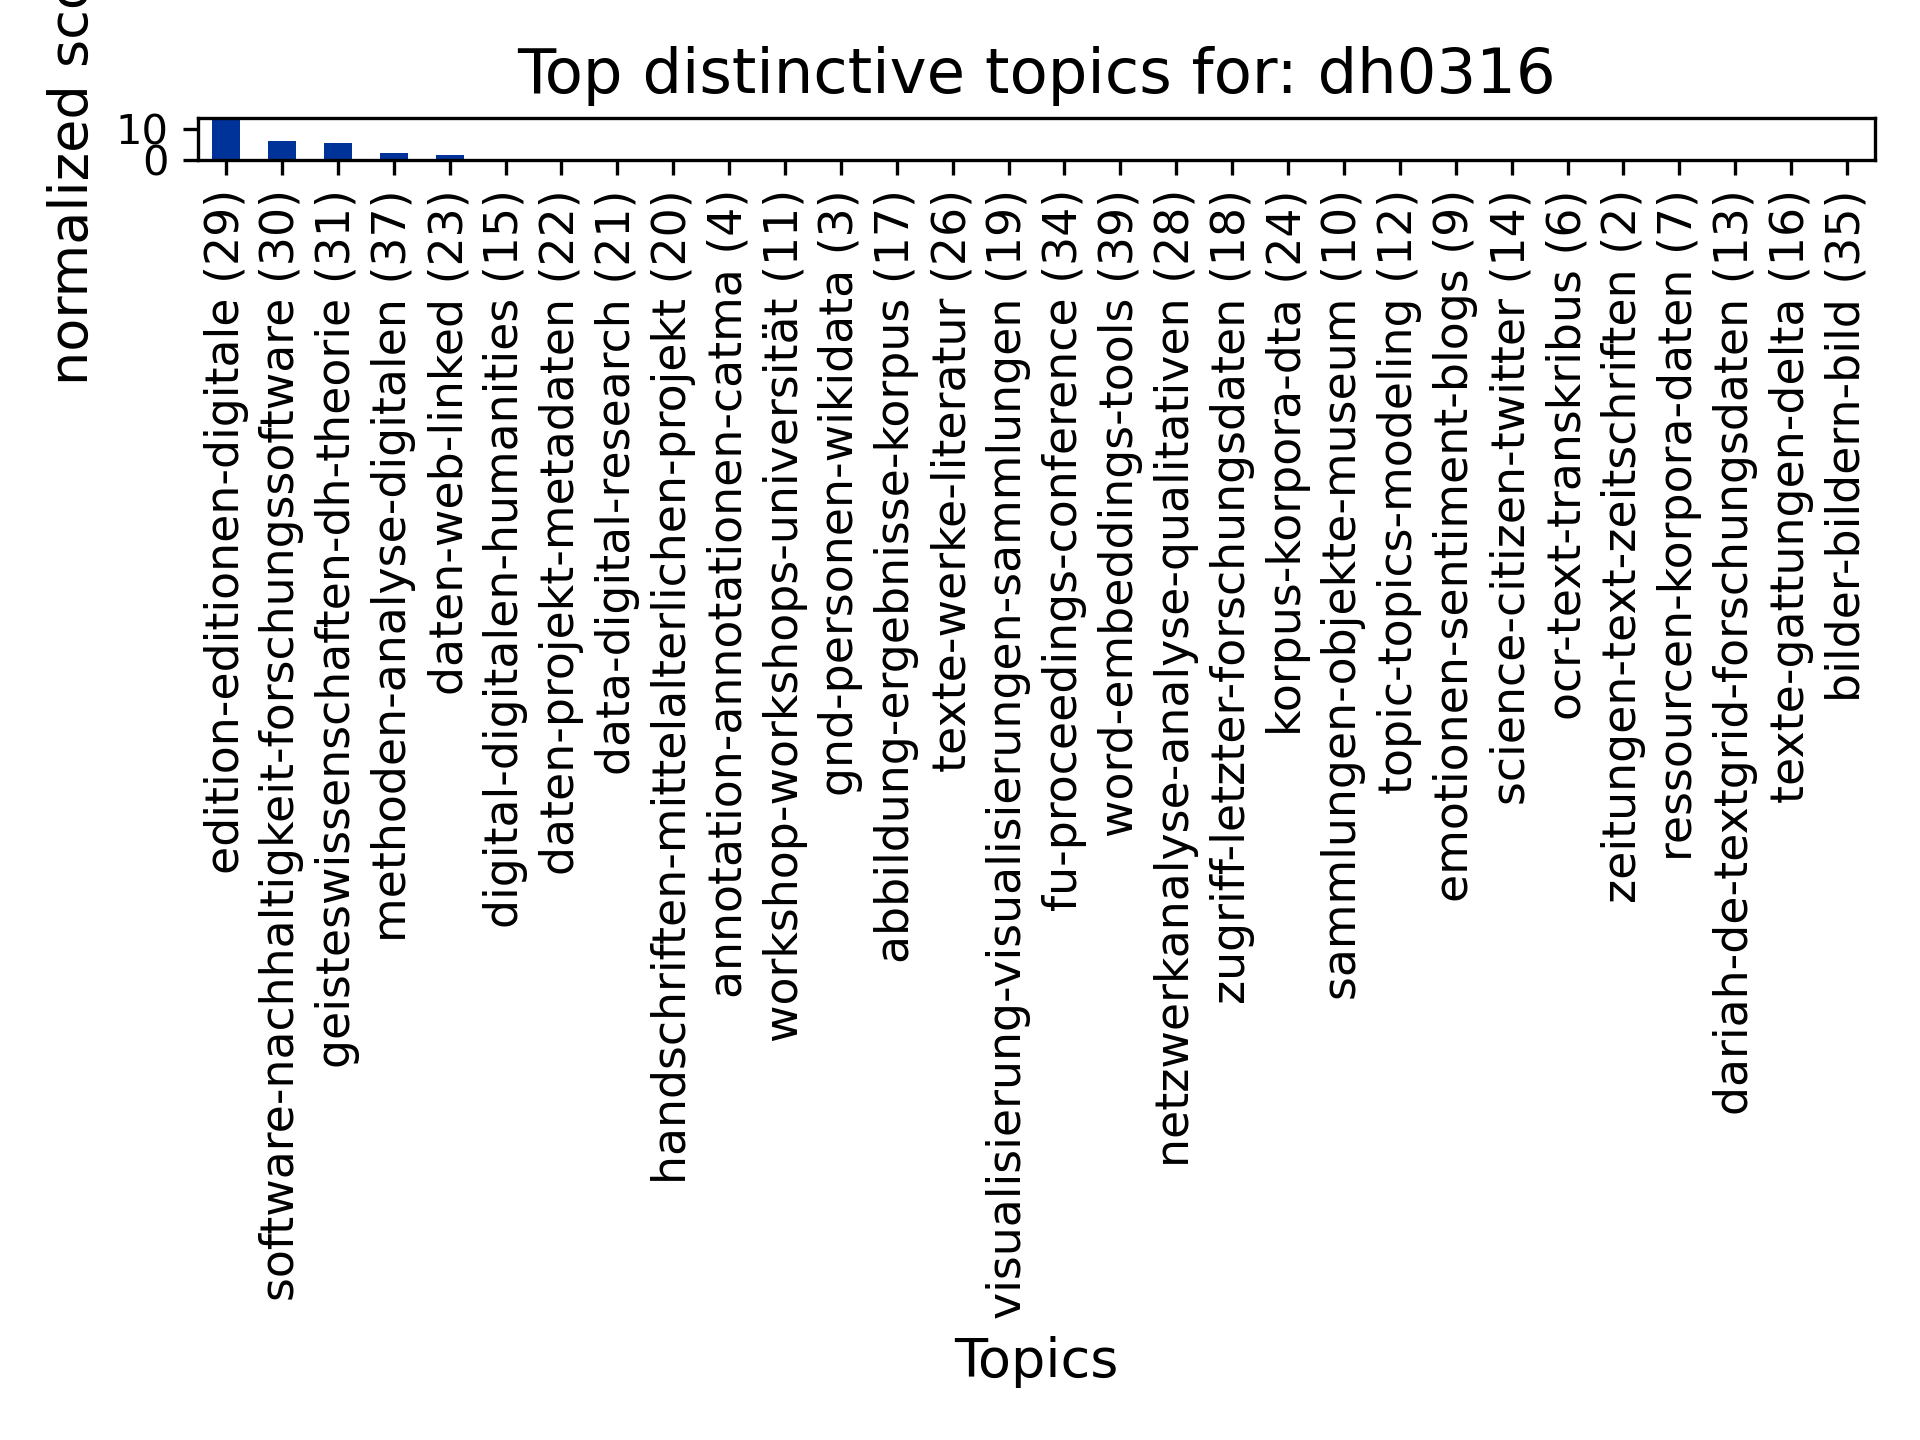 Top distinctive topics for: dh0316
normalized
10
0
edition-editionen-digitale (29)
software-nachhaltigkeit-forschungssoftware (30)
geisteswissenschaften-dh-theorie (31)
methoden-analyse-digitalen (37)
daten-web-linked (23)
digital-digitalen-humanities (15)
daten-projekt-metadaten (22)
data-digital-research (21)
handschriften-mittelalterlichen-projekt (20)
annotation-annotationen-catma (4)
workshop-workshops-universität (11)
gnd-personen-wikidata (3)
abbildung-ergebnisse-korpus (17)
texte-werke-literatur (26)
visualisierung-visualisierungen-sammlungen (19)
fu-proceedings-conference (34)
word-embeddings-tools (39)
netzwerkanalyse-analyse-qualitativen (28)
zugriff-letzter-forschungsdaten (18)
korpus-korpora-dta (24)
sammlungen-objekte-museum (10)
topic-topics-modeling (12)
emotionen-sentiment-blogs (9)
science-citizen-twitter (14)
ocr-text-transkribus (6)
zeitungen-text-zeitschriften (2)
ressourcen-korpora-daten (7)
dariah-de-textgrid-forschungsdaten (13)
texte-gattungen-delta (16)
bilder-bildern-bild (35)
Topics